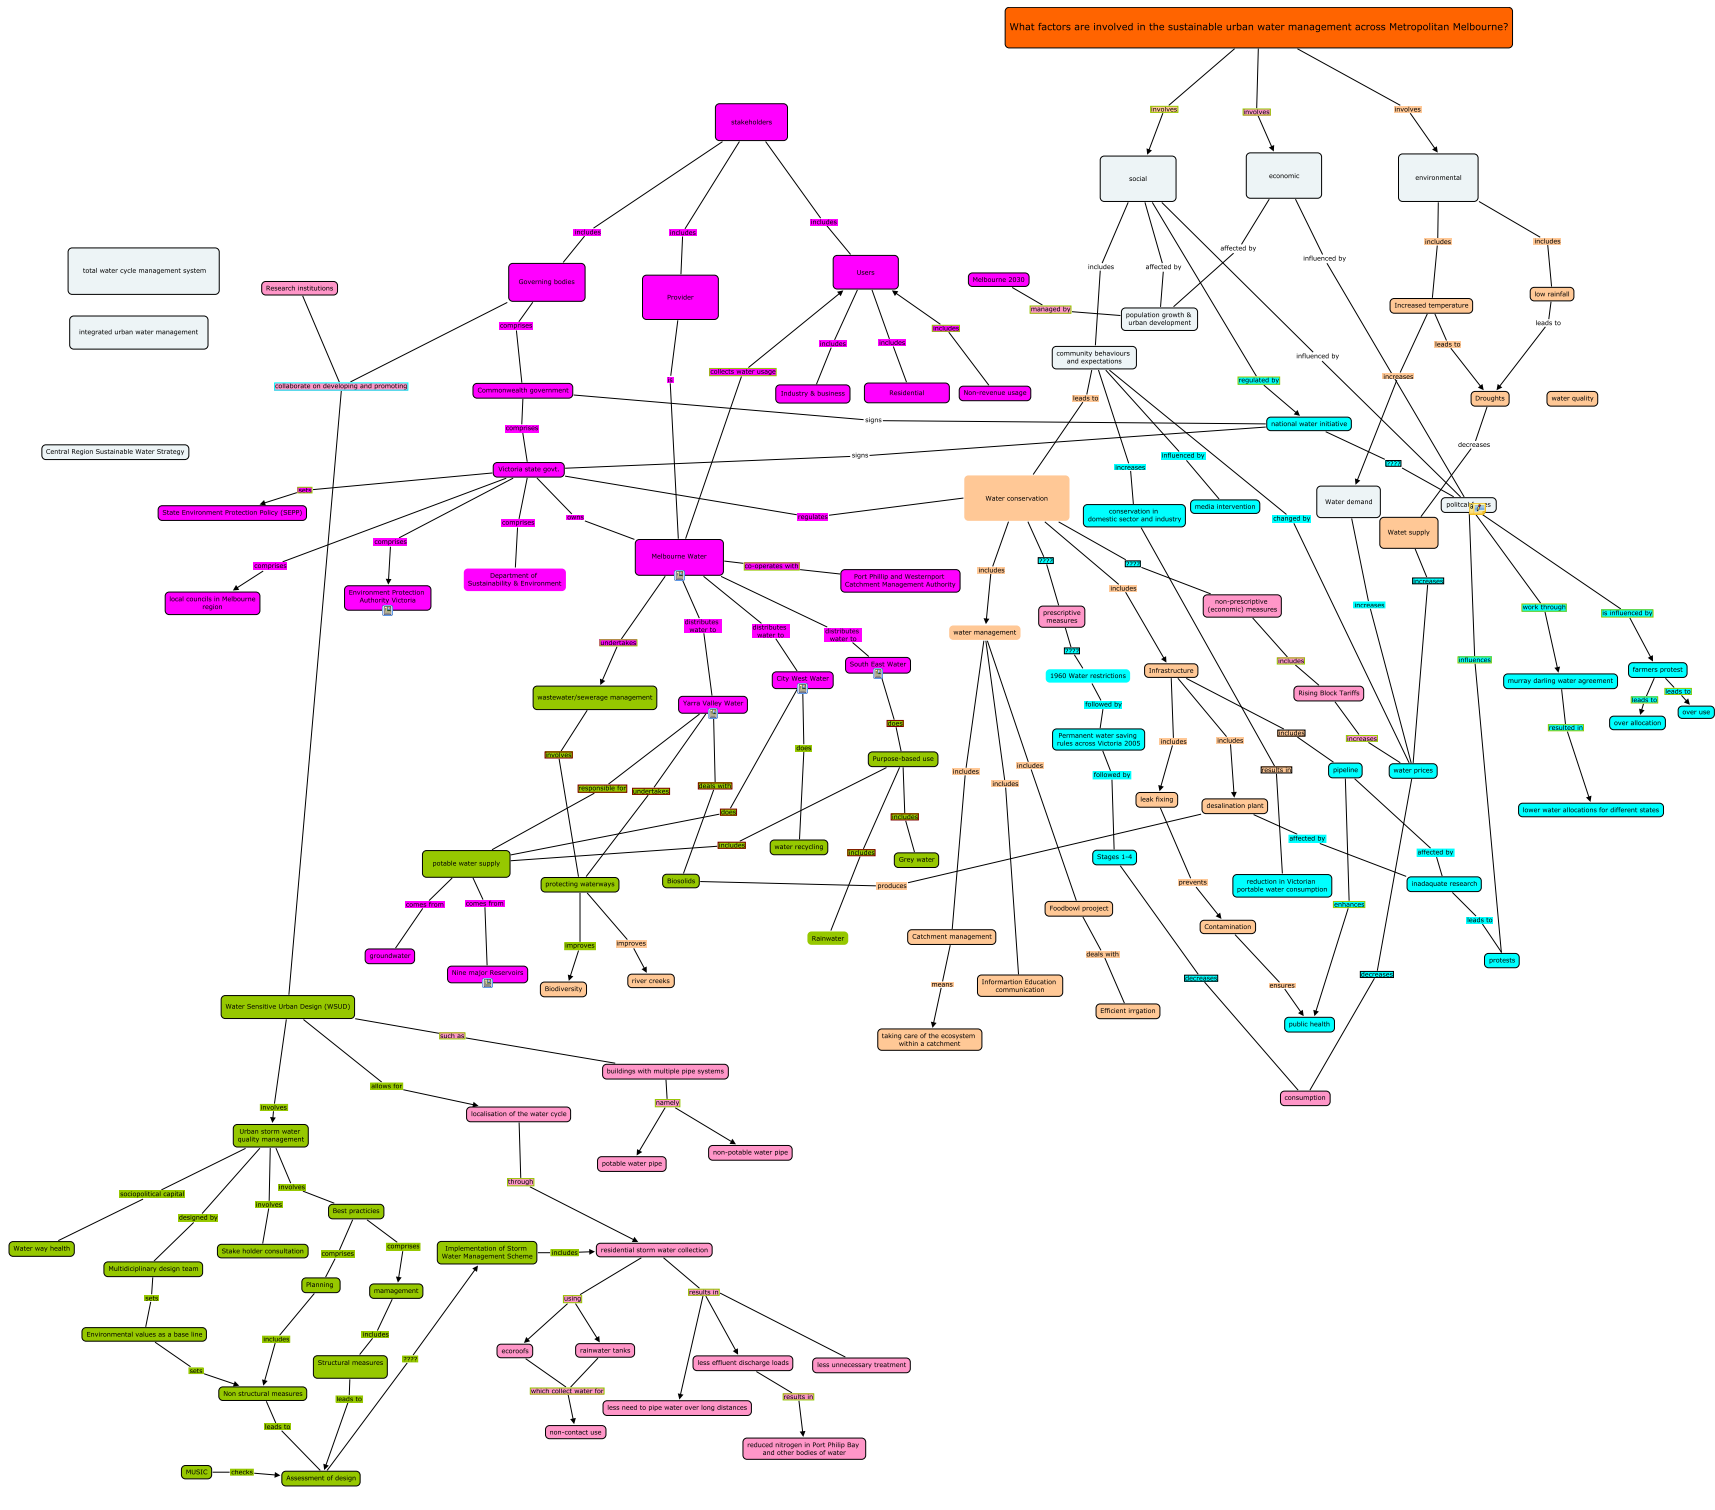 What factors are involved in the sustainable urban water management across Metropolitan Melbourne?
involves
involves
involves
stakeholders
social
economic
environmental
includes
includes
includes
includes
affected by
affected by
influenced by
includes
includes
total water cycle management system
Research institutions
Governing bodies
Provider
Users
Melbourne 2030
managed by
population growth &
urban development
Increased temperature
low rainfall
integrated urban water management
comprises
includes
includes
includes
community behaviours
and expectations
influenced by
leads to
leads to
collaborate on developing and promoting
Commonwealth government
is
collects water usage
Industry & business
Residential
Non-revenue usage
leads to
regulated by
increases
Droughts
water quality
comprises
signs
national water initiative
decreases
Central Region Sustainable Water Strategy
Victoria state govt.
signs
increases
influenced by
????
sets
State Environment Protection Policy (SEPP)
owns
regulates
Water conservation
conservation in
domestic sector and industry
media intervention
changed by
Water demand
Watet supply
comprises
comprises
comprises
Department of
Sustainability & Environment
Melbourne Water
co-operates with
Port Philip and Westernport
Catchment Management Authority
local councils in Melbourne
region
Environment Protection
Authority Victoria
includes
????
includes
????
prescriptive
measures
non-prescriptive
(economic) measures
increases
increases
work through
is influenced by
undertakes
distributes
water to
distributes
water to
distributes
water to
water management
????
influences
wastewater/sewerage management
Yarra Valley Water
City West Water
South East Water
1960 Water restrictions
Infrastructure
includes
Rising Block Tariffs
murray darling water agreement
farmers protest
leads to
leads to
over allocation
over use
followed by
Permanent water saving
rules across Victoria 2005
includes
includes
includes
increases
resulted in
involves
does
does
Purpose-based use
includes
includes
includes
followed by
results in
pipeline
water prices
responsible for
undertakes
deals with
does
includes
includes
includes
leak fixing
desalination plant
lower water allocations for different states
potable water supply
water recycling
Grey water
Stages 1-4
affected by
affected by
protecting waterways
Biosolids
produces
prevents
reduction in Victorian
portable water consumption
inadaquate research
comes from
comes from
Rainwater
Foodbowl prooject
enhances
leads to
groundwater
Nine major Reservoirs
improves
improves
Biodiversity
river creeks
Catchment management
Contamination
deals with
protests
Informartion Education
communication
means
decreases
ensures
decreases
Water Sensitive Urban Design (WSUD)
taking care of the ecosystem
within a catchment
Efficient irrgation
public health
such as
buildings with multiple pipe systems
allows for
consumption
involves
localisation of the water cycle
namely
Urban storm water
quality management
potable water pipe
non-potable water pipe
sociopolitical capital
designed by
involves
involves
through
Best practicies
Water way health
Stake holder consultation
comprises
comprises
Implementation of Storm
Water Management Scheme
includes
residential storm water collection
Multidiciplinary design team
Planning
mamagement
sets
using
results in
Environmental values as a base line
includes
includes
????
ecoroofs
rainwater tanks
less effluent discharge loads
less unnecessary treatment
sets
Structural measures
Non structural measures
leads to
which collect water for
results in
less need to pipe water over long distances
leads to
non-contact use
reduced nitrogen in Port Philip Bay
and other bodies of water
MUSIC
checks
Assessment of design